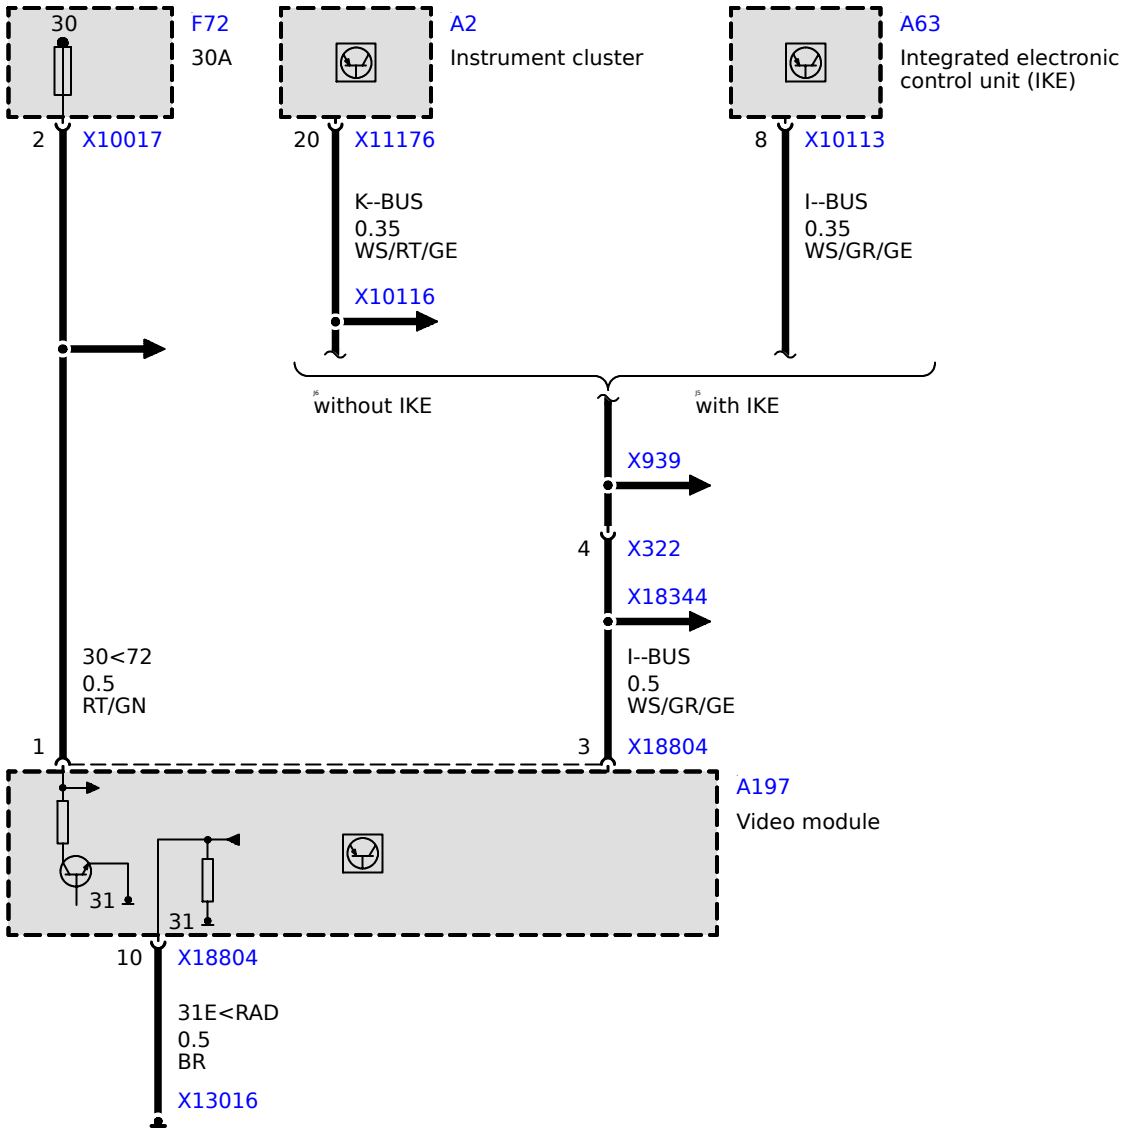 30
F72
30A
A2
Instrument cluster
A63
Integrated electronic
control unit (IKE)
2
X10017
20
X11176
8
X10113
K--BUS
0.35
WS/RT/GE
I--BUS
0.35
WS/GR/GE
X10116
J6
without IKE
J5
with IKE
X939
4
X322
X18344
30<72
0.5
RT/GN
I--BUS
0.5
WS/GR/GE
1
3
X18804
A197
Video module
31
31
10
X18804
31E<RAD
0.5
BR
X13016